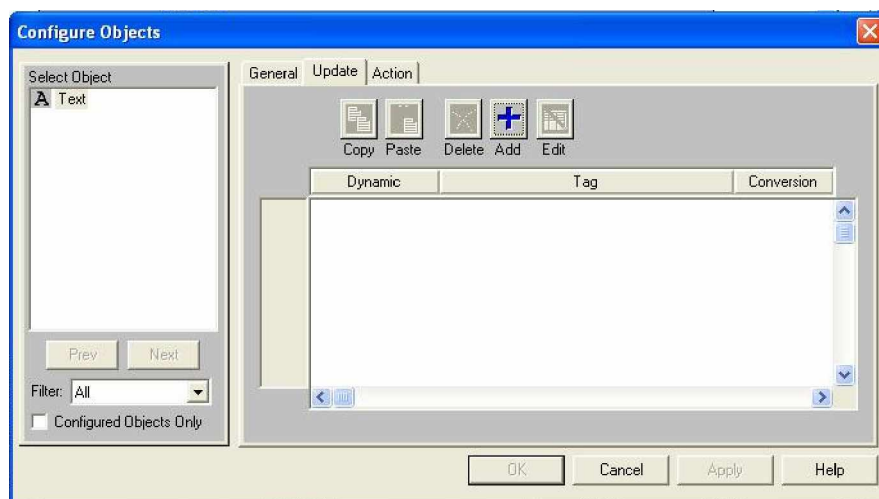 Configure Objects
Select Object
A Text
Prev Next
Filter: All
Configured Objects Only
General Update Action
Copy Paste Delete Add Edit
Dynamic Tag Conversion
OK Cancel Apply Help